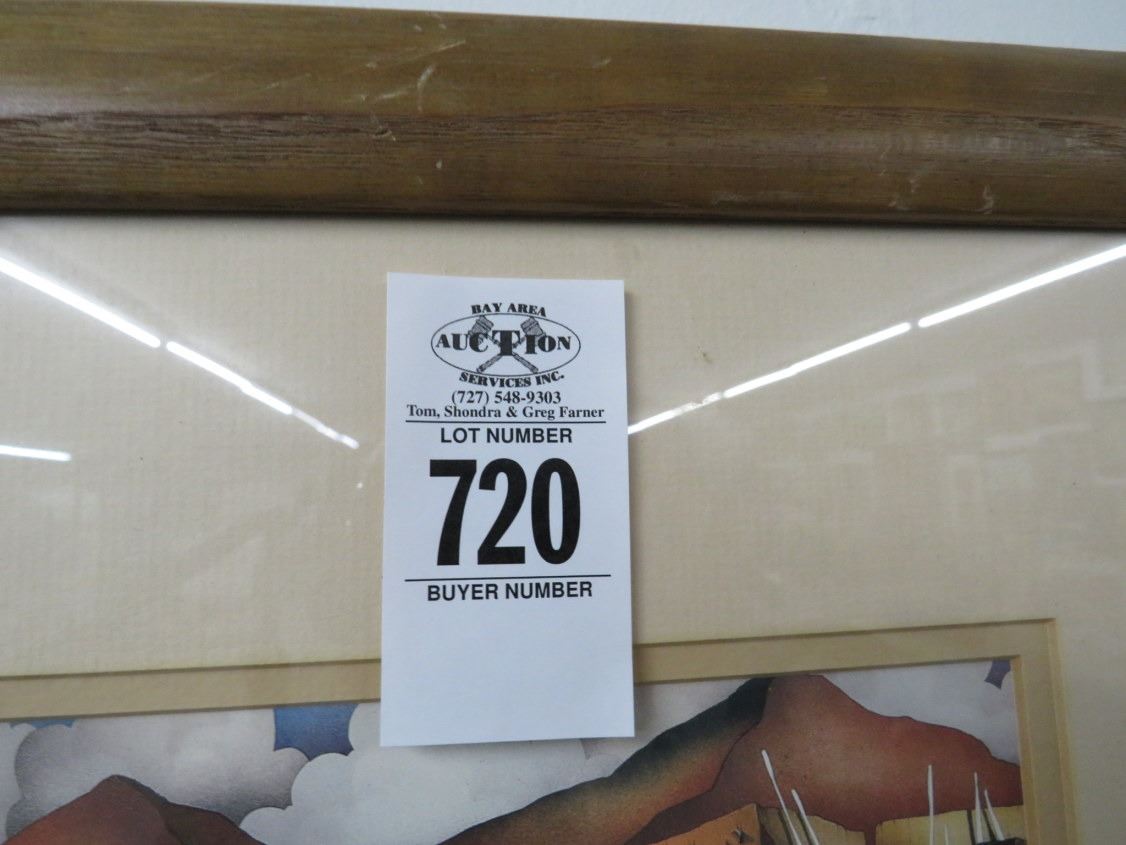 BAY AREA
AUCTION
SERVICES INC.
(727) 548-9303
Tom, Shondra & Greg Farner
LOT NUMBER
720
BUYER NUMBER